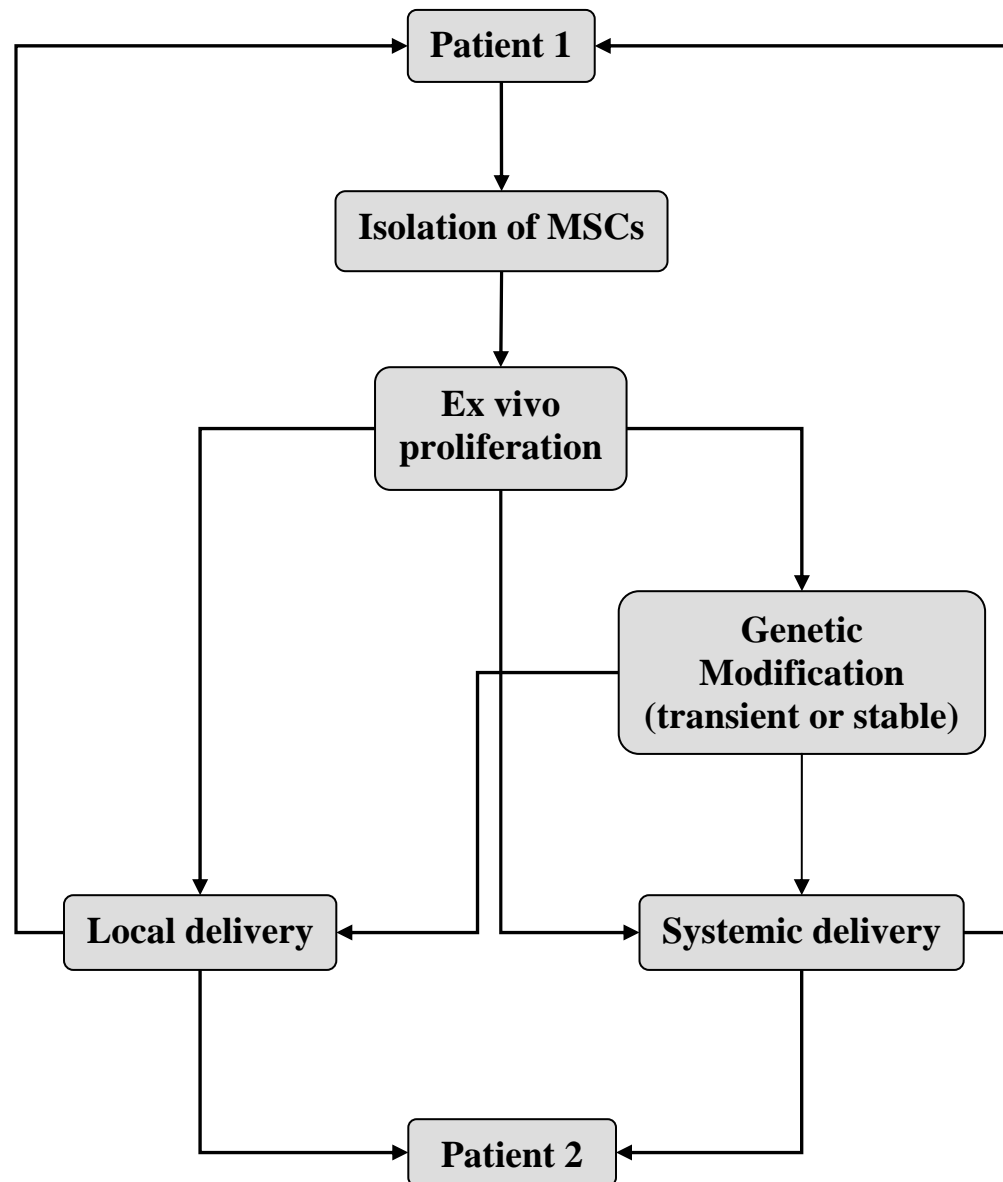 Patient 1
Isolation of MSCs
Ex vivo
proliferation
Genetic
Modification
(transient or stable)
Local delivery
Systemic delivery
Patient 2